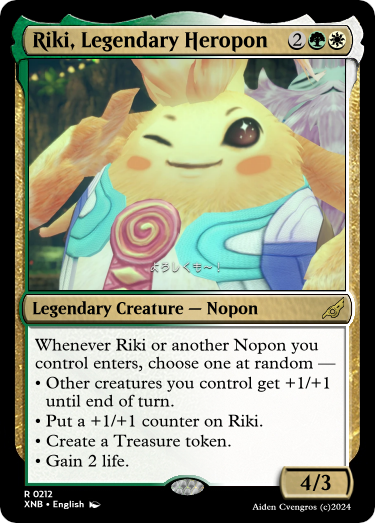 Riki, Legendary Heropon 2
よろしくも～！
Legendary Creature — Nopon
Whenever Riki or another Nopon you
control enters, choose one at random —
• Other creatures you control get +1/+1
until end of turn.
• Put a +1/+1 counter on Riki.
• Create a Treasure token.
• Gain 2 life.
4/3
R 0212
XNB • English
Aiden Cvengros (c)2024